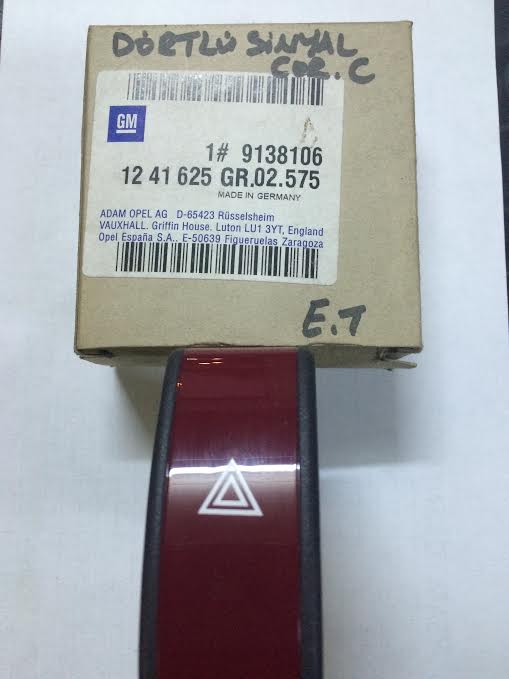 DÖRTLÜ SİNYAL
COR.C
GM
1# 9138106
12 41 625 GR.02.575
MADE IN GERMANY
ADAM OPEL AG D-65423 Rüsselsheim
VAUXHALL. Griffin House. Luton LU1 3YT, England
Opel España S.A.. E-50639 Figueruelas Zaragoza
E.T